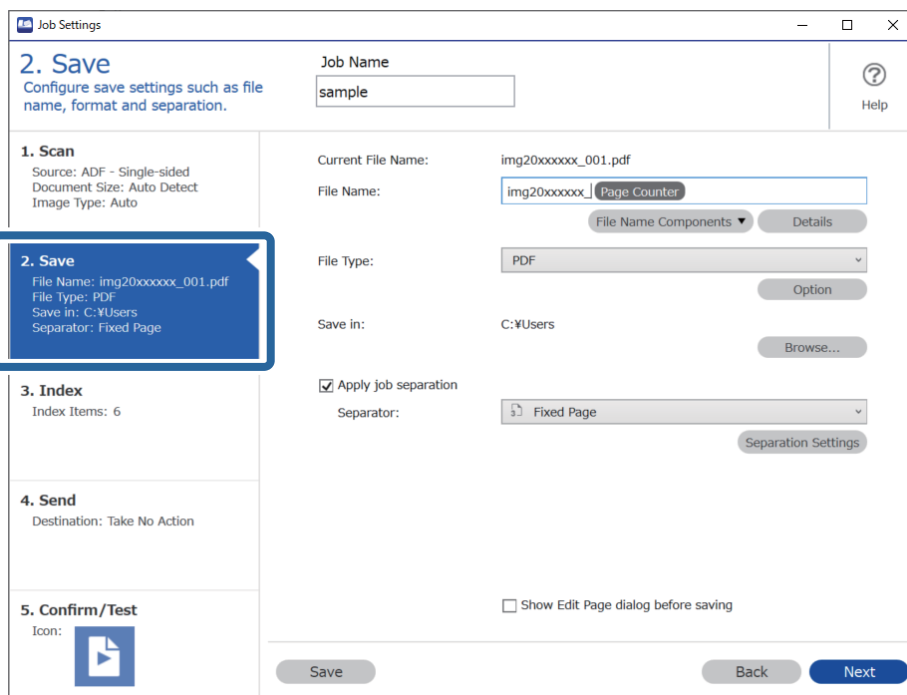 Job Settings
2. Save
Configure save settings such as file
name, format and separation.
Job Name
sample
Help
1. Scan
Source: ADF - Single-sided
Document Size: Auto Detect
Image Type: Auto
2. Save
File Name: img20xxxxxx_001.pdf
File Type: PDF
Save in: C:¥Users
Separator: Fixed Page
3. Index
Index Items: 6
4. Send
Destination: Take No Action
5. Confirm/Test
Icon:
Current File Name: img20xxxxxx_001.pdf
File Name: img20xxxxxx_ Page Counter
File Name Components ▼ Details
File Type: PDF
Option
Save in: C:¥Users
Browse...
Apply job separation
Separator: Fixed Page
Separation Settings
Show Edit Page dialog before saving
Save Back Next